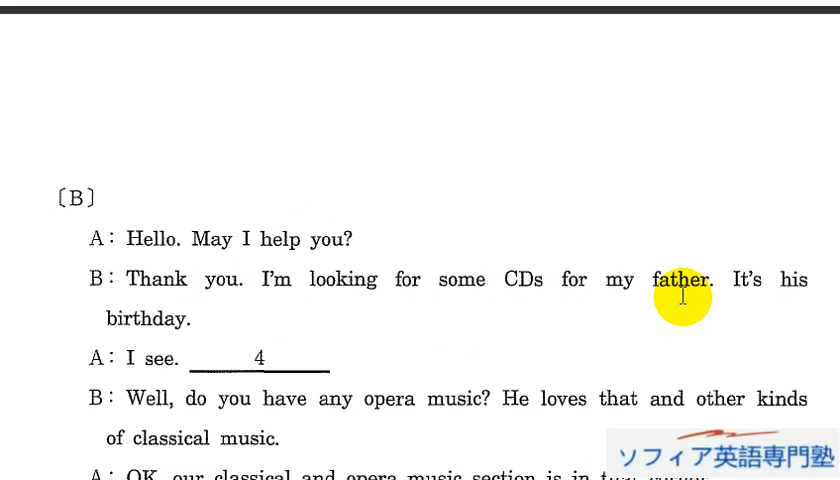 〔B〕
A: Hello. May I help you?
B: Thank you. I'm looking for some CDs for my father. It's his
birthday.
A: I see. 4
B: Well, do you have any opera music? He loves that and other kinds
of classical music.
A: OK, our classical and opera music section is in that corner.
ソフィア英語専門塾